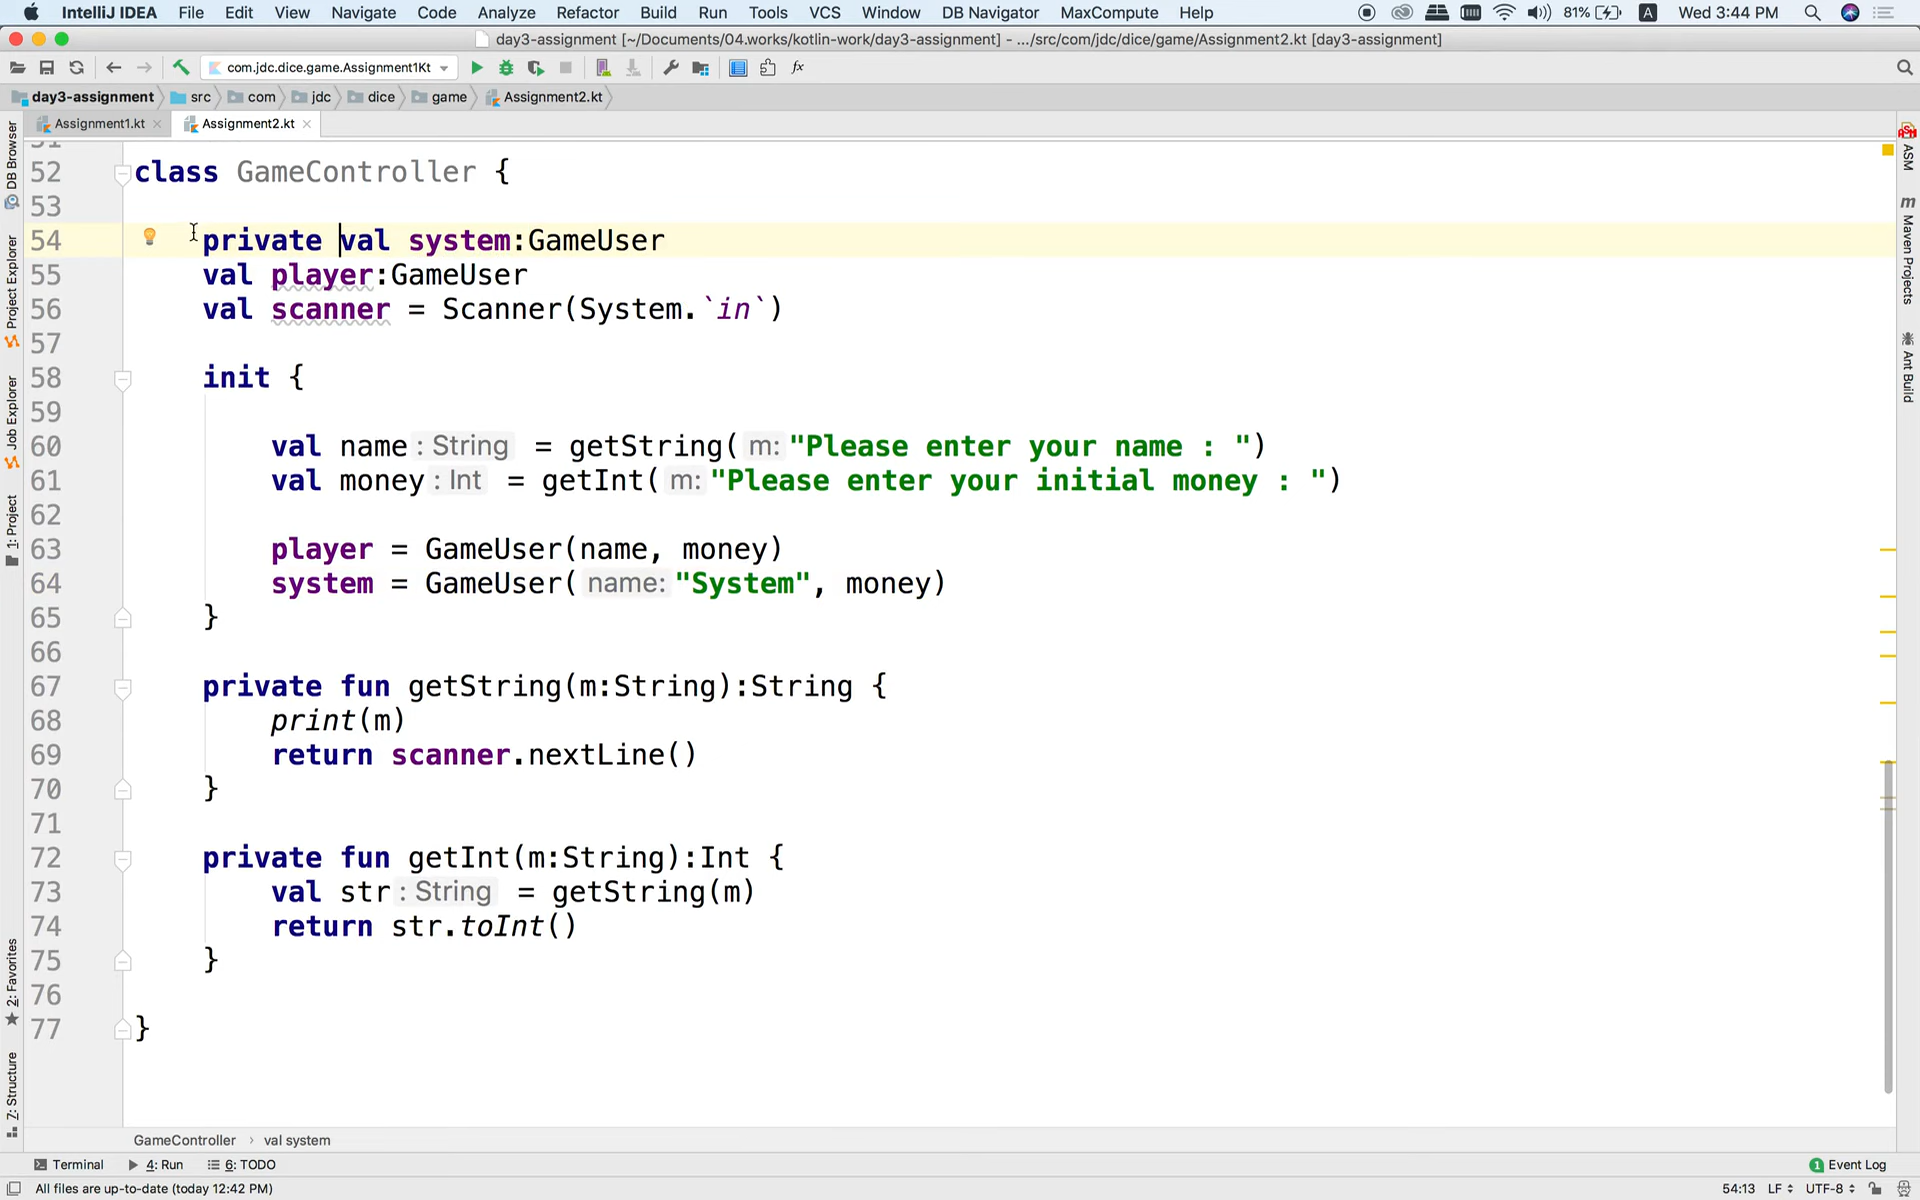 IntelliJ IDEA File Edit View Navigate Code Analyze Refactor Build Run Tools VCS Window DB Navigator MaxCompute Help 81% A Wed 3:44 PM
day3-assignment [~/Documents/04.works/kotlin-work/day3-assignment] - .../src/com/jdc/dice/game/Assignment2.kt [day3-assignment]
com.jdc.dice.game.Assignment1Kt
day3-assignment src com jdc dice game Assignment2.kt
Assignment1.kt Assignment2.kt
DB Browser
Project Explorer
Job Explorer
1: Project
2: Favorites
Z: Structure
52 class GameController {
53
54 private val system:GameUser
55 val player:GameUser
56 val scanner = Scanner(System.`in`)
57
58 init {
59
60 val name: String = getString( m: "Please enter your name : ")
61 val money: Int = getInt( m: "Please enter your initial money : ")
62
63 player = GameUser(name, money)
64 system = GameUser( name: "System", money)
65 }
66
67 private fun getString(m:String):String {
68 print(m)
69 return scanner.nextLine()
70 }
71
72 private fun getInt(m:String):Int {
73 val str: String = getString(m)
74 return str.toInt()
75 }
76
77 }
ASM
Maven Projects
Ant Build
GameController › val system
Terminal 4: Run 6: TODO 1 Event Log
All files are up-to-date (today 12:42 PM) 54:13 LF UTF-8